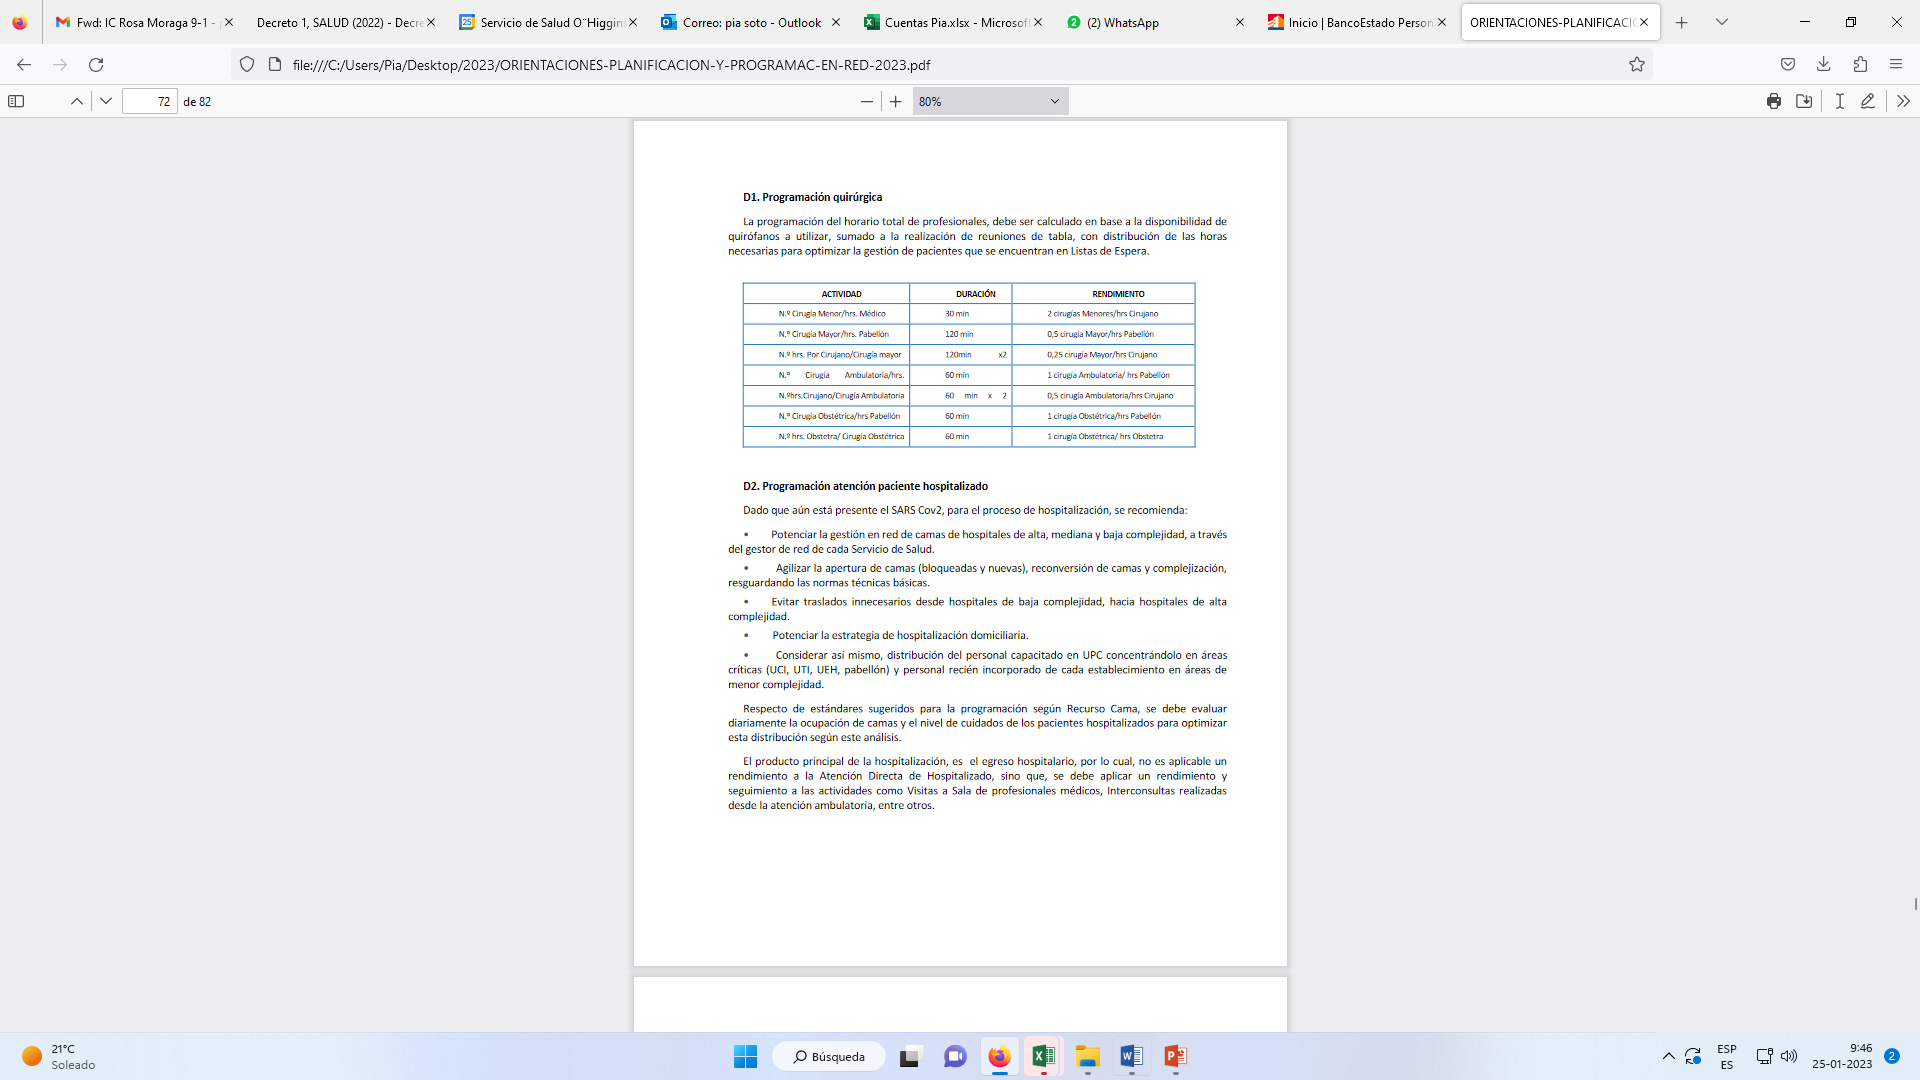 Fwd: IC Rosa Moraga 9-1 -
Decreto 1, SALUD (2022) - Decre
Servicio de Salud O¨Higgin
Correo: pia soto - Outlook
Cuentas Pia.xlsx - Microsof
(2) WhatsApp
Inicio | BancoEstado Person
ORIENTACIONES-PLANIFICACIO
file:///C:/Users/Pia/Desktop/2023/ORIENTACIONES-PLANIFICACION-Y-PROGRAMAC-EN-RED-2023.pdf
72 de 82
80%
D1. Programación quirúrgica
La programación del horario total de profesionales, debe ser calculado en base a la disponibilidad de
quirófanos a utilizar, sumado a la realización de reuniones de tabla, con distribución de las horas
necesarias para optimizar la gestión de pacientes que se encuentran en Listas de Espera.
ACTIVIDAD DURACIÓN RENDIMIENTO
N.º Cirugía Menor/hrs. Médico 30 min 2 cirugías Menores/hrs Cirujano
N.º Cirugía Mayor/hrs. Pabellón 120 min 0,5 cirugía Mayor/hrs Pabellón
N.º hrs. Por Cirujano/Cirugía mayor 120min x2 0,25 cirugía Mayor/hrs Cirujano
N.º Cirugía Ambulatoria/hrs. 60 min 1 cirugía Ambulatoria/ hrs Pabellón
N.ºhrs.Cirujano/Cirugía Ambulatoria 60 min x 2 0,5 cirugía Ambulatoria/hrs Cirujano
N.º Cirugía Obstétrica/hrs Pabellón 60 min 1 cirugía Obstétrica/hrs Pabellón
N.º hrs. Obstetra/ Cirugía Obstétrica 60 min 1 cirugía Obstétrica/ hrs Obstetra
D2. Programación atención paciente hospitalizado
Dado que aún está presente el SARS Cov2, para el proceso de hospitalización, se recomienda:
• Potenciar la gestión en red de camas de hospitales de alta, mediana y baja complejidad, a través
del gestor de red de cada Servicio de Salud.
• Agilizar la apertura de camas (bloqueadas y nuevas), reconversión de camas y complejización,
resguardando las normas técnicas básicas.
• Evitar traslados innecesarios desde hospitales de baja complejidad, hacia hospitales de alta
complejidad.
• Potenciar la estrategia de hospitalización domiciliaria.
• Considerar así mismo, distribución del personal capacitado en UPC concentrándolo en áreas
críticas (UCI, UTI, UEH, pabellón) y personal recién incorporado de cada establecimiento en áreas de
menor complejidad.
Respecto de estándares sugeridos para la programación según Recurso Cama, se debe evaluar
diariamente la ocupación de camas y el nivel de cuidados de los pacientes hospitalizados para optimizar
esta distribución según este análisis.
El producto principal de la hospitalización, es el egreso hospitalario, por lo cual, no es aplicable un
rendimiento a la Atención Directa de Hospitalizado, sino que, se debe aplicar un rendimiento y
seguimiento a las actividades como Visitas a Sala de profesionales médicos, Interconsultas realizadas
desde la atención ambulatoria, entre otros.
21°C
Soleado
Búsqueda
ESP
ES
9:46
25-01-2023
2